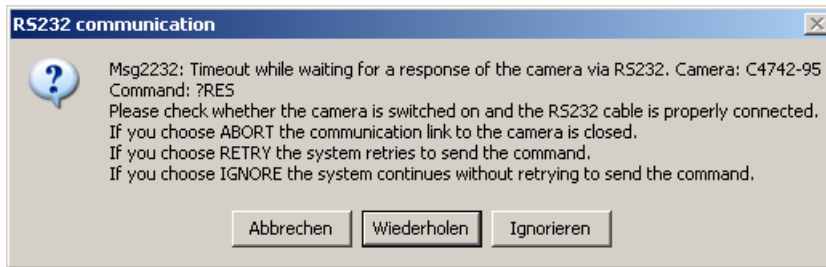 RS232 communication
Msg2232: Timeout while waiting for a response of the camera via RS232. Camera: C4742-95
Command: ?RES
Please check whether the camera is switched on and the RS232 cable is properly connected.
If you choose ABORT the communication link to the camera is closed.
If you choose RETRY the system retries to send the command.
If you choose IGNORE the system continues without retrying to send the command.
Abbrechen Wiederholen Ignorieren